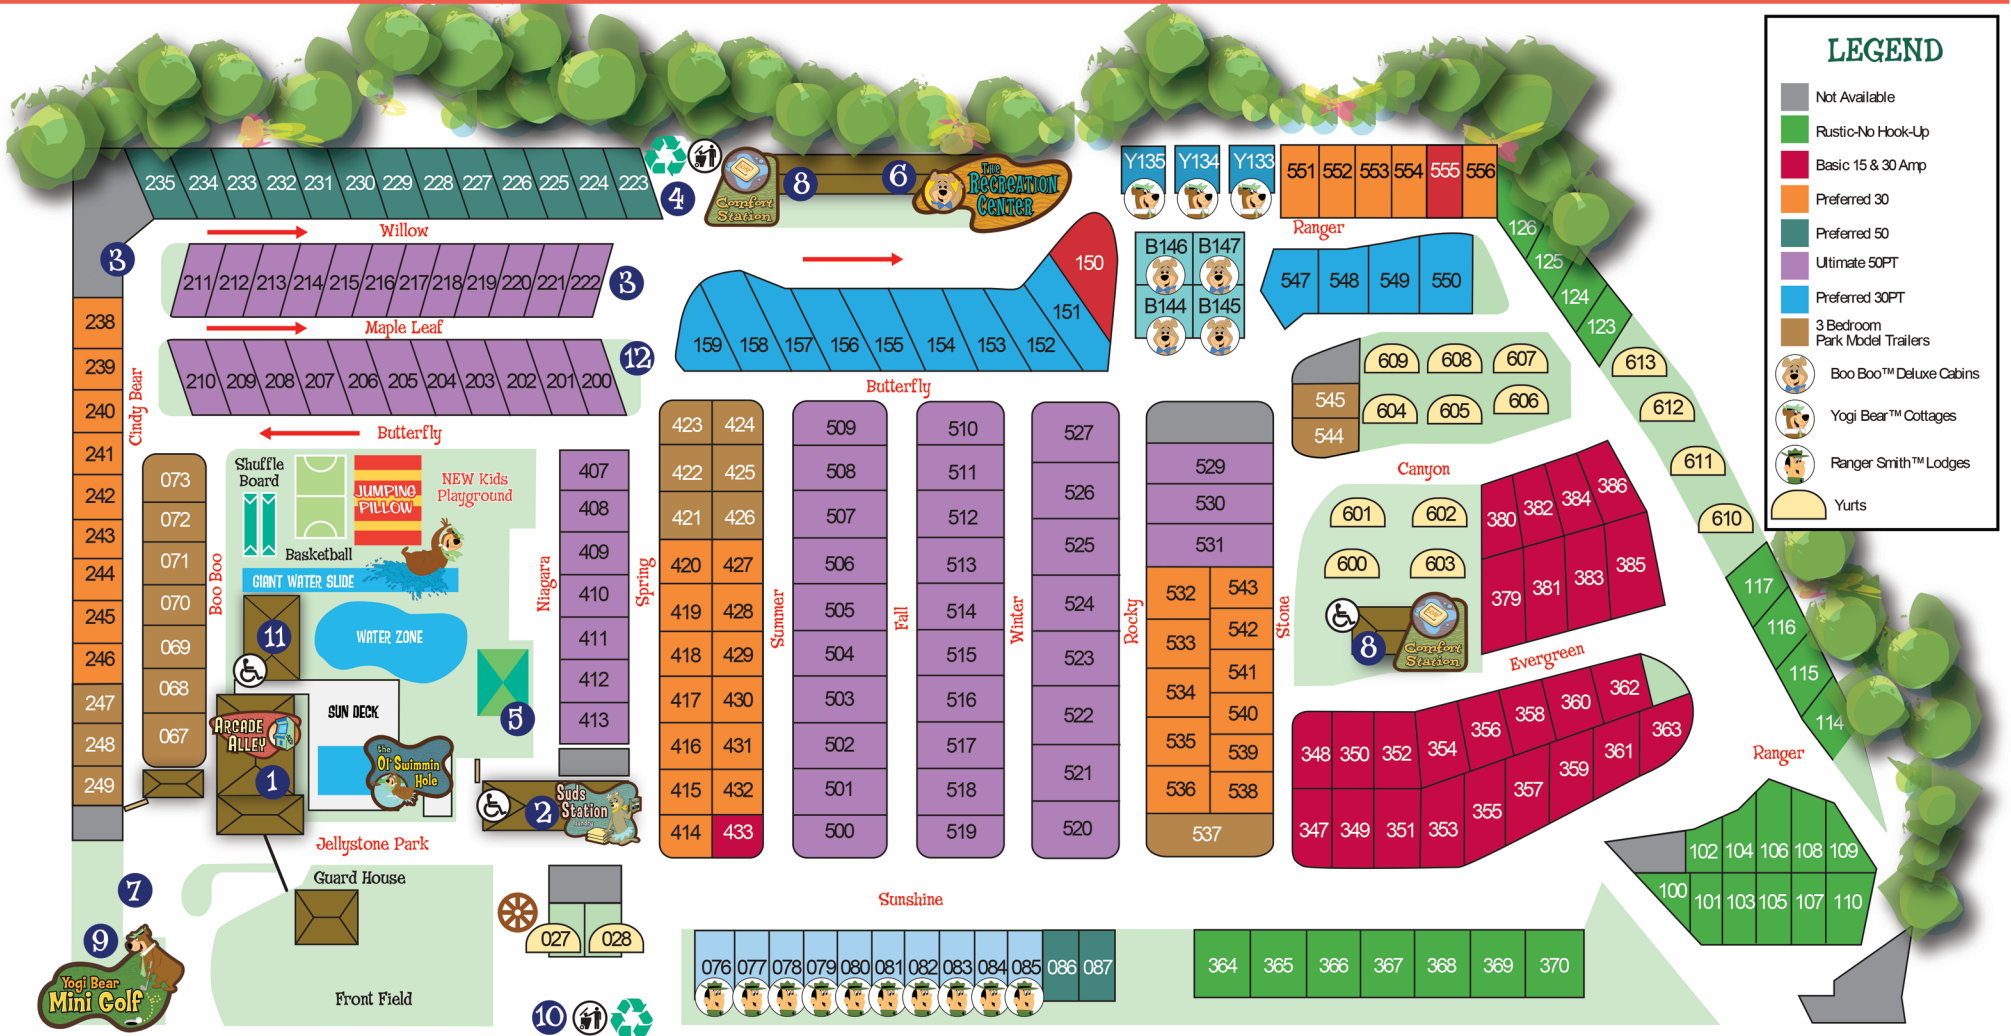 LEGEND
Not Available
Rustic-No Hook-Up
Basic 15 & 30 Amp
Preferred 30
Preferred 50
Ultimate 50PT
Preferred 30PT
3 Bedroom
Park Model Trailers
Boo Boo™ Deluxe Cabins
Yogi Bear™ Cottages
Ranger Smith™ Lodges
Yurts
235 234 233 232 231 230 229 228 227 226 225 224 223
4
Comfort
Station
8
6
The
Recreation
Center
Y135 Y134 Y133
551 552 553 554 555 556
Ranger
126
125
124
123
Willow
3
211 212 213 214 215 216 217 218 219 220 221 222
3
Maple Leaf
210 209 208 207 206 205 204 203 202 201 200
12
Butterfly
159 158 157 156 155 154 153 152 151 150
Butterfly
B146 B147
B144 B145
547 548 549 550
545
544
609 608 607
604 605 606
613
612
611
610
Canyon
238
239
240
241
242
243
244
245
246
247
248
249
Cindy Bear
073
072
071
070
069
068
067
Boo Boo
Shuffle
Board
JUMPING
PILLOW
NEW Kids
Playground
Basketball
GIANT WATER SLIDE
WATER ZONE
11
5
SUN DECK
Arcade
Alley
1
the
Ol' Swimmin
Hole
Niagara
407
408
409
410
411
412
413
2
Suds
Station
laundry
Spring
423 424
422 425
421 426
420 427
419 428
418 429
417 430
416 431
415 432
414 433
Summer
509
508
507
506
505
504
503
502
501
500
Fall
510
511
512
513
514
515
516
517
518
519
Winter
527
526
525
524
523
522
521
520
Rocky
529
530
531
532 543
533 542
541
534 540
535 539
536 538
537
Stone
601 602
600 603
8
Comfort
Station
380 382 384 386
379 381 383 385
Evergreen
348 350 352 354 356 358 360 362
347 349 351 353 355 357 359 361 363
117
116
115
114
Ranger
102 104 106 108 109
100 101 103 105 107 110
Jellystone Park
Guard House
7
9
Yogi Bear
Mini Golf
Front Field
027 028
10
Sunshine
076 077 078 079 080 081 082 083 084 085 086 087
364 365 366 367 368 369 370